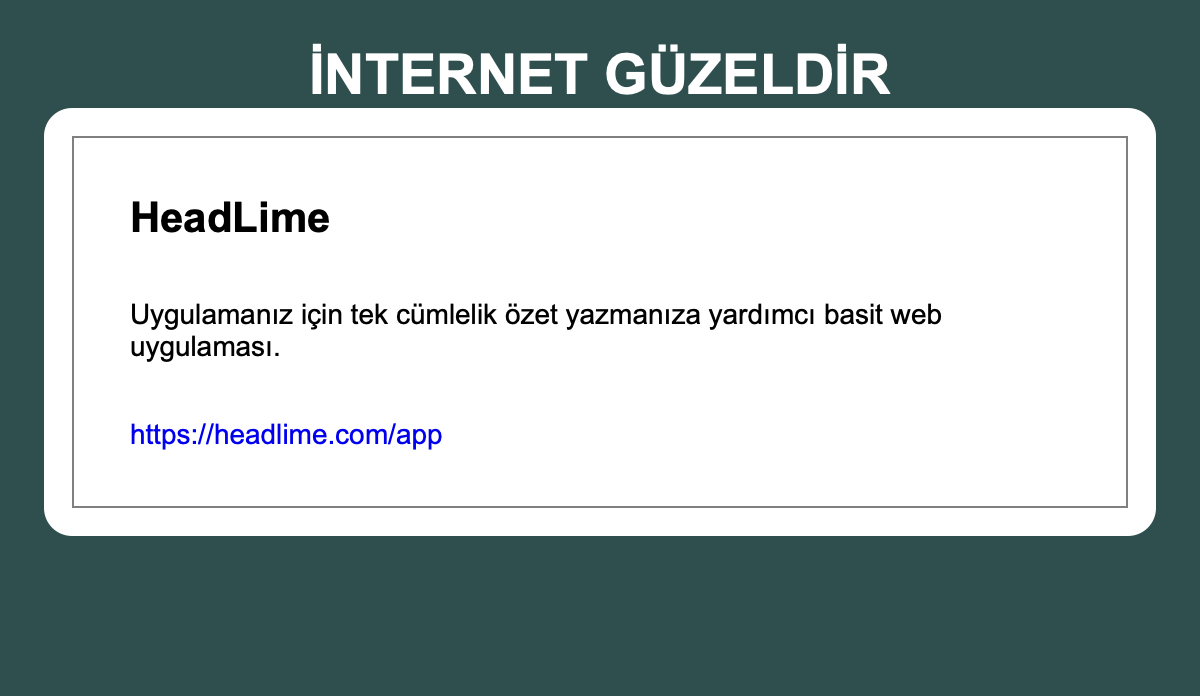 İNTERNET GÜZELDİR
HeadLime
Uygulamanız için tek cümlelik özet yazmanıza yardımcı basit web
uygulaması.
https://headlime.com/app